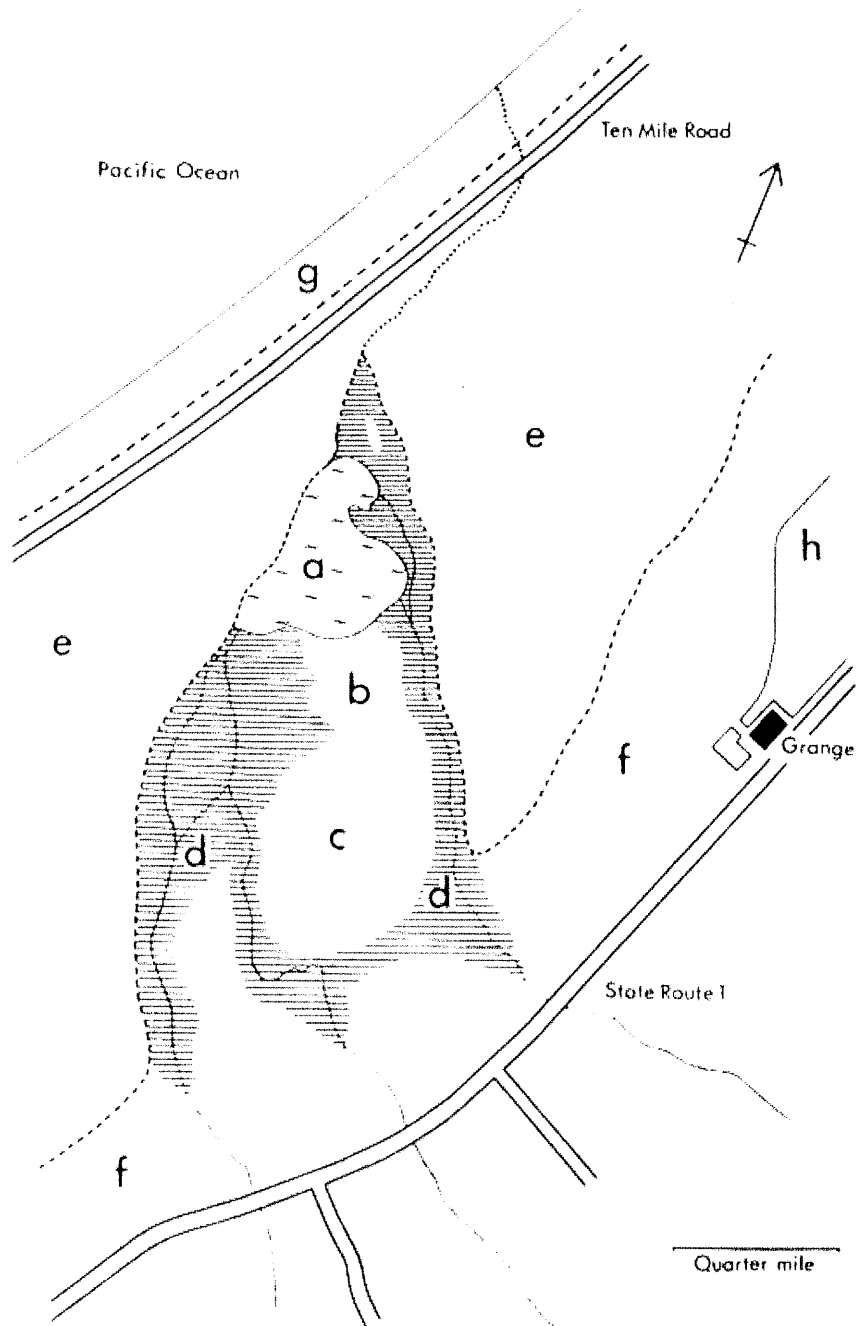 Ten Mile Road
Pacific Ocean
g
e
h
a
e
b
f
Grange
c
d
d
State Route 1
f
Quarter mile